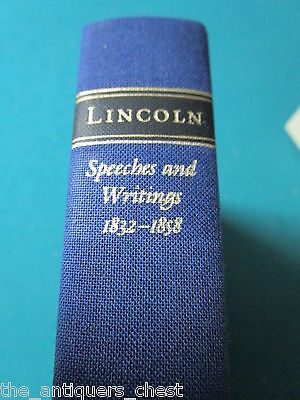 LINCOLN
Speeches and
Writings
1832–1858
the_antiquers_chest